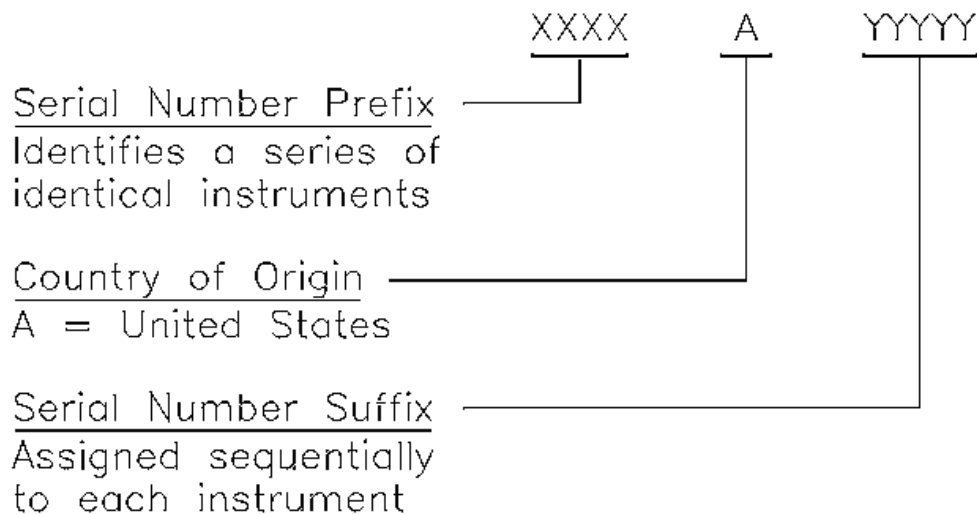 XXXX A YYYYY
Serial Number Prefix
Identifies a series of
identical instruments
Country of Origin
A = United States
Serial Number Suffix
Assigned sequentially
to each instrument